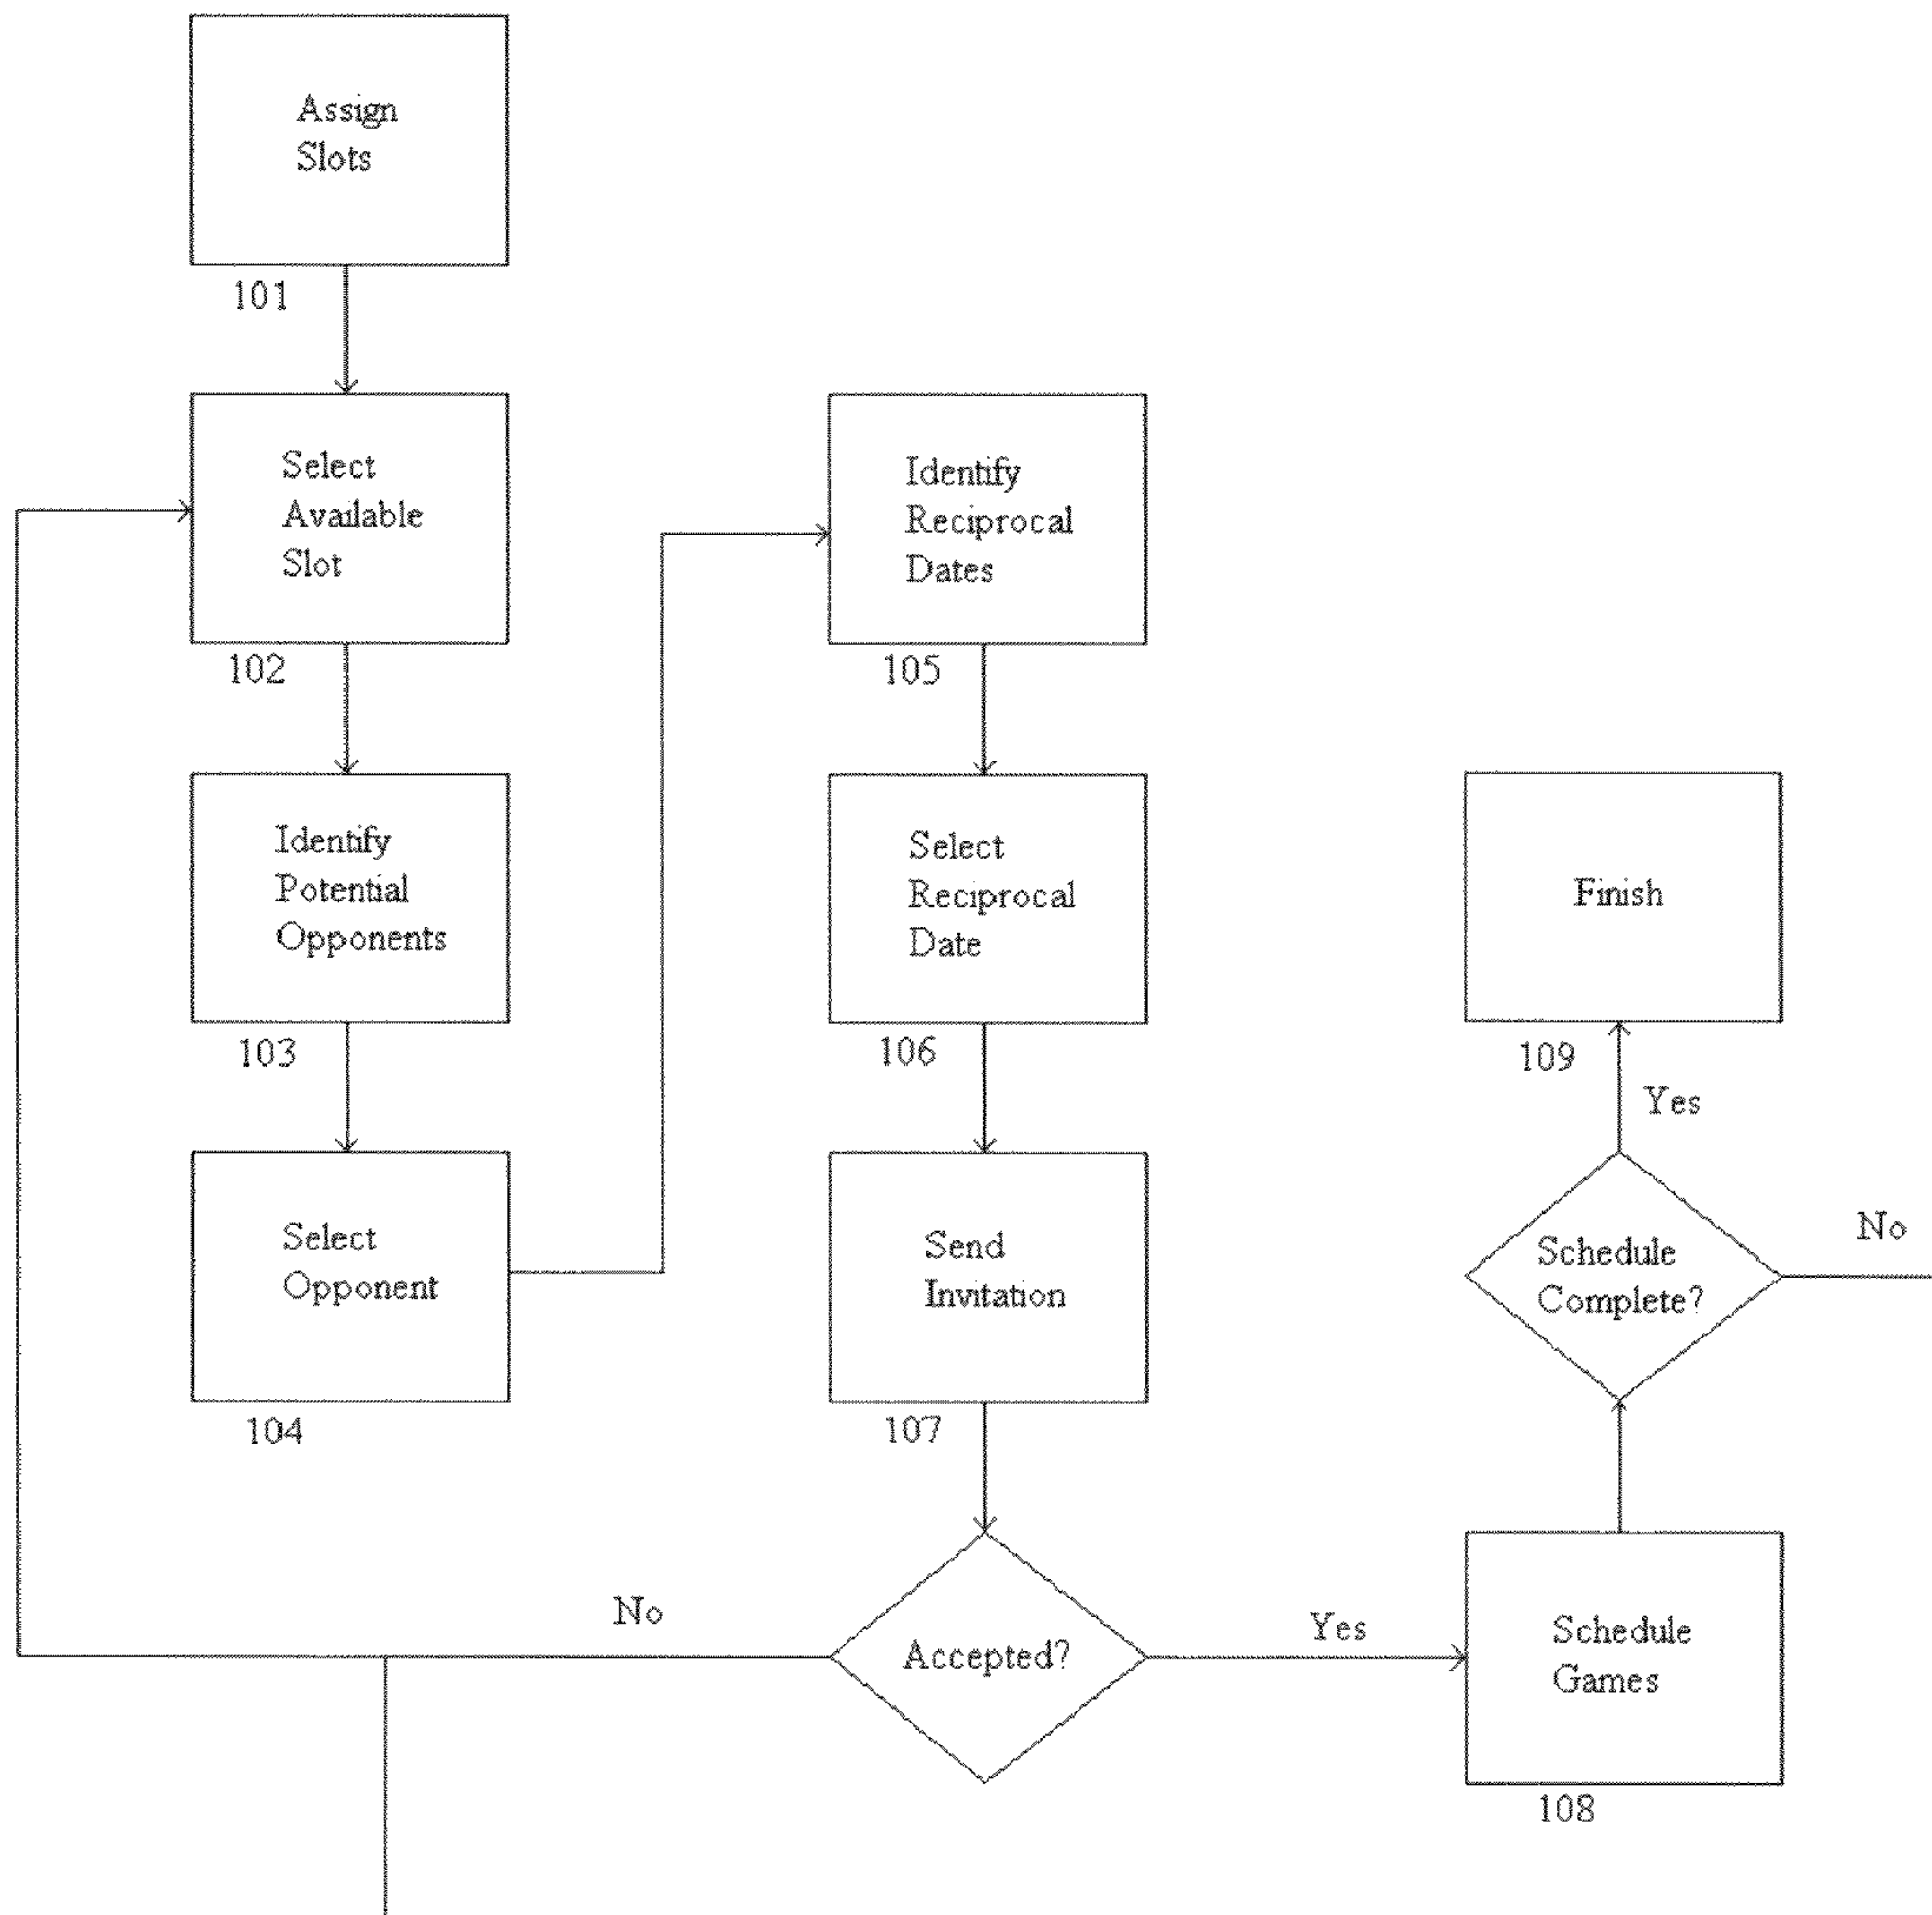 Assign
Slots
101
Select
Available
Slot
102
Identify
Potential
Opponents
103
Select
Opponent
104
Identify
Reciprocal
Dates
105
Select
Reciprocal
Date
106
Send
Invitation
107
Accepted?
No
Yes
Schedule
Games
108
Schedule
Complete?
No
Yes
Finish
109